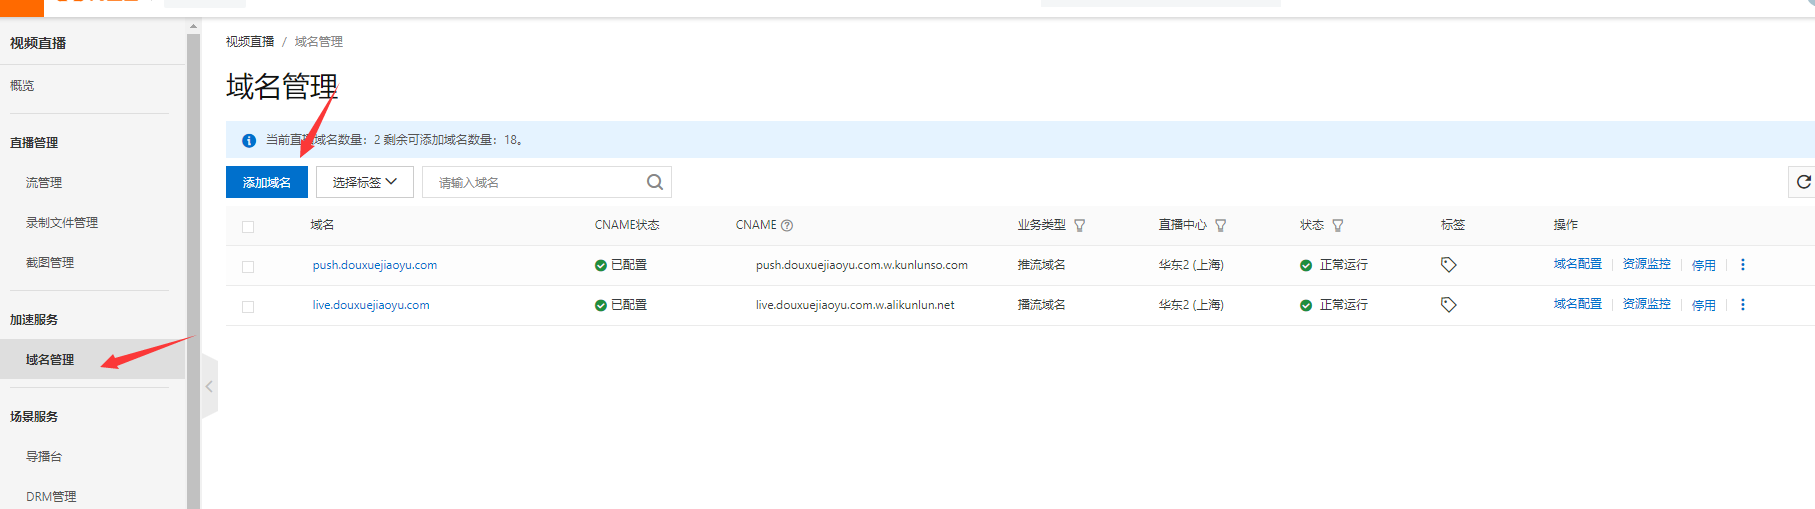 视频直播
概览
直播管理
流管理
录制文件管理
截图管理
加速服务
域名管理
场景服务
导播台
DRM管理
视频直播 / 域名管理
域名管理
当前直播域名数量：2 剩余可添加域名数量：18。
添加域名 选择标签 请输入域名
域名 CNAME状态 CNAME 业务类型 直播中心 状态 标签 操作
push.douxuejiaoyu.com 已配置 push.douxuejiaoyu.com.w.kunlunso.com 推流域名 华东2 (上海) 正常运行 域名配置 资源监控 停用
live.douxuejiaoyu.com 已配置 live.douxuejiaoyu.com.w.alikunlun.net 播流域名 华东2 (上海) 正常运行 域名配置 资源监控 停用